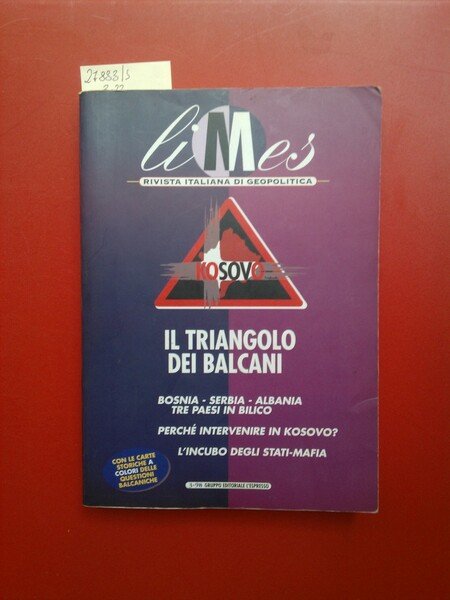 27883/S
liMes
RIVISTA ITALIANA DI GEOPOLITICA
KOSOVO
IL TRIANGOLO
DEI BALCANI
BOSNIA - SERBIA - ALBANIA
TRE PAESI IN BILICO
PERCHÉ INTERVENIRE IN KOSOVO?
L'INCUBO DEGLI STATI-MAFIA
CON LE CARTE
STORICHE A
COLORI DELLE
QUESTIONI
BALCANICHE
GRUPPO EDITORIALE L'ESPRESSO